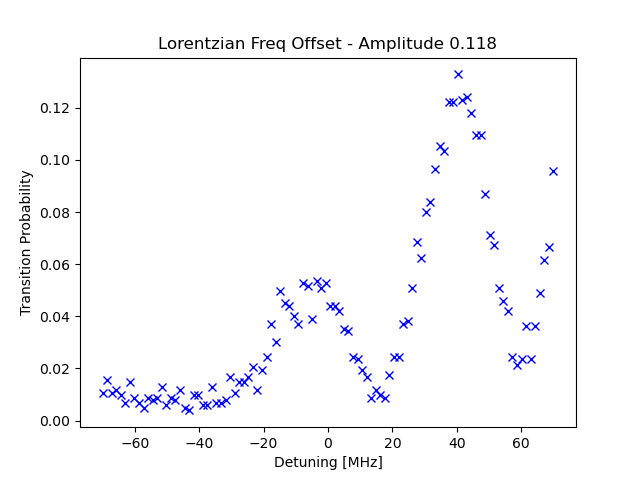 Lorentzian Freq Offset - Amplitude 0.118
Transition Probability
0.12
0.10
0.08
0.06
0.04
0.02
0.00
−60 −40 −20 0 20 40 60
Detuning [MHz]